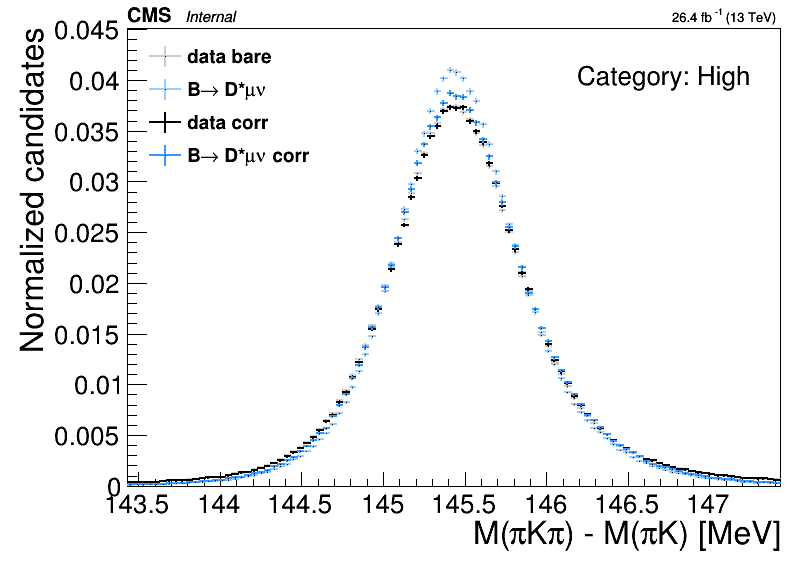 CMS Internal 26.4 fb⁻¹ (13 TeV)
Normalized candidates
0.045
0.04
0.035
0.03
0.025
0.02
0.015
0.01
0.005
0
data bare
B→ D*μν
data corr
B→ D*μν corr
Category: High
143.5 144 144.5 145 145.5 146 146.5 147
M(πKπ) - M(πK) [MeV]